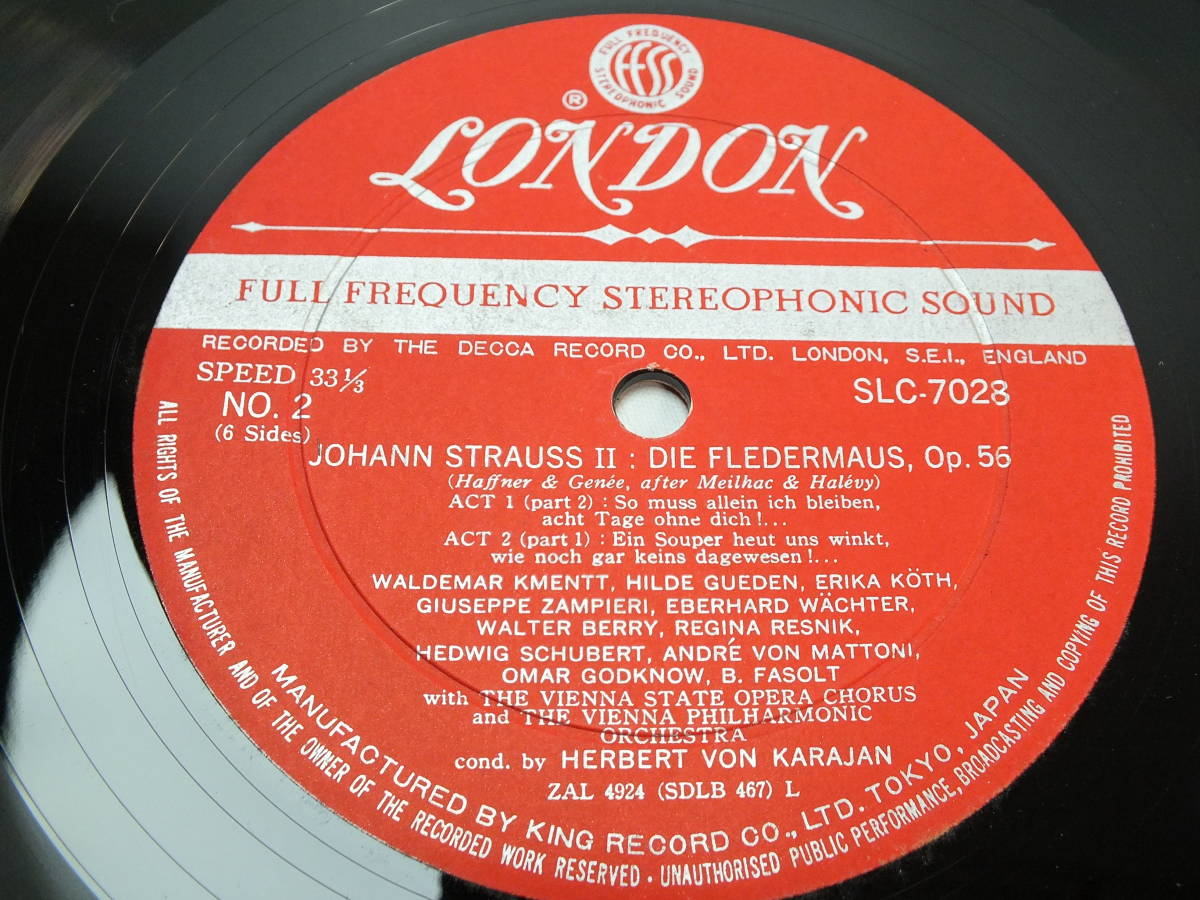 FULL FREQUENCY
FFSS
STEREOPHONIC SOUND
®
LONDON
FULL FREQUENCY STEREOPHONIC SOUND
RECORDED BY THE DECCA RECORD CO., LTD. LONDON, S.E.I., ENGLAND
SPEED 33⅓
SLC-7028
NO. 2
(6 Sides)
JOHANN STRAUSS II : DIE FLEDERMAUS, Op. 56
(Haffner & Genée, after Meilhac & Halévy)
ACT 1 (part 2) : So muss allein ich bleiben,
acht Tage ohne dich!...
ACT 2 (part 1) : Ein Souper heut uns winkt,
wie noch gar keins dagewesen!...
WALDEMAR KMENTT, HILDE GUEDEN, ERIKA KÖTH,
GIUSEPPE ZAMPIERI, EBERHARD WÄCHTER,
WALTER BERRY, REGINA RESNIK,
HEDWIG SCHUBERT, ANDRÉ VON MATTONI,
OMAR GODKNOW, B. FASOLT
with THE VIENNA STATE OPERA CHORUS
and THE VIENNA PHILHARMONIC
ORCHESTRA
cond. by HERBERT VON KARAJAN
ZAL 4924 (SDLB 467) L
MANUFACTURED BY KING RECORD CO., LTD. TOKYO, JAPAN
ALL RIGHTS OF THE MANUFACTURER AND OF THE OWNER OF THE RECORDED WORK RESERVED · UNAUTHORISED PUBLIC PERFORMANCE, BROADCASTING AND COPYING OF THIS RECORD PROHIBITED